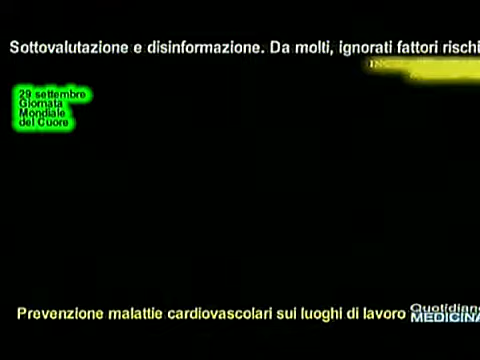 Sottovalutazione e disinformazione. Da molti, ignorati fattori rischi
29 settembre
Giornata
Mondiale
del Cuore
Prevenzione malattie cardiovascolari sui luoghi di lavoro
Quotidiano
MEDICINA